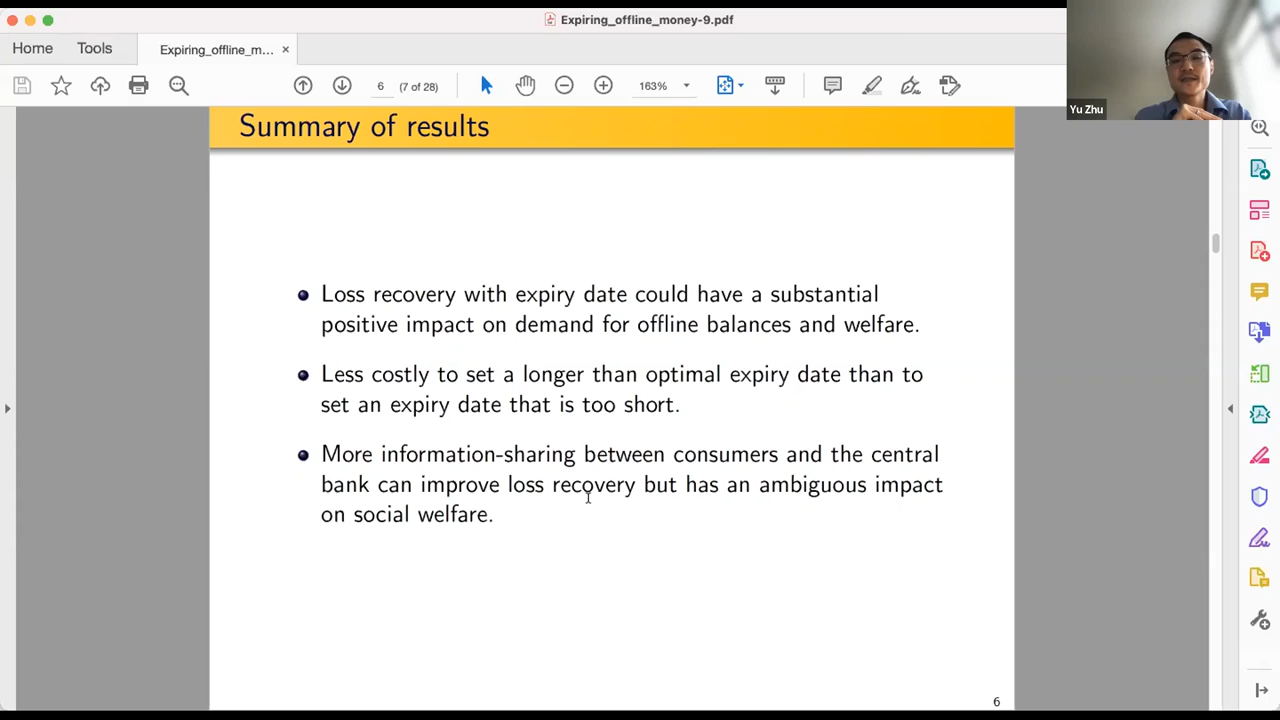 Expiring_offline_money-9.pdf
Home
Tools
Expiring_offline_m... ×
6 (7 of 28)
163%
Yu Zhu
Summary of results
Loss recovery with expiry date could have a substantial
positive impact on demand for offline balances and welfare.
Less costly to set a longer than optimal expiry date than to
set an expiry date that is too short.
More information-sharing between consumers and the central
bank can improve loss recovery but has an ambiguous impact
on social welfare.
6